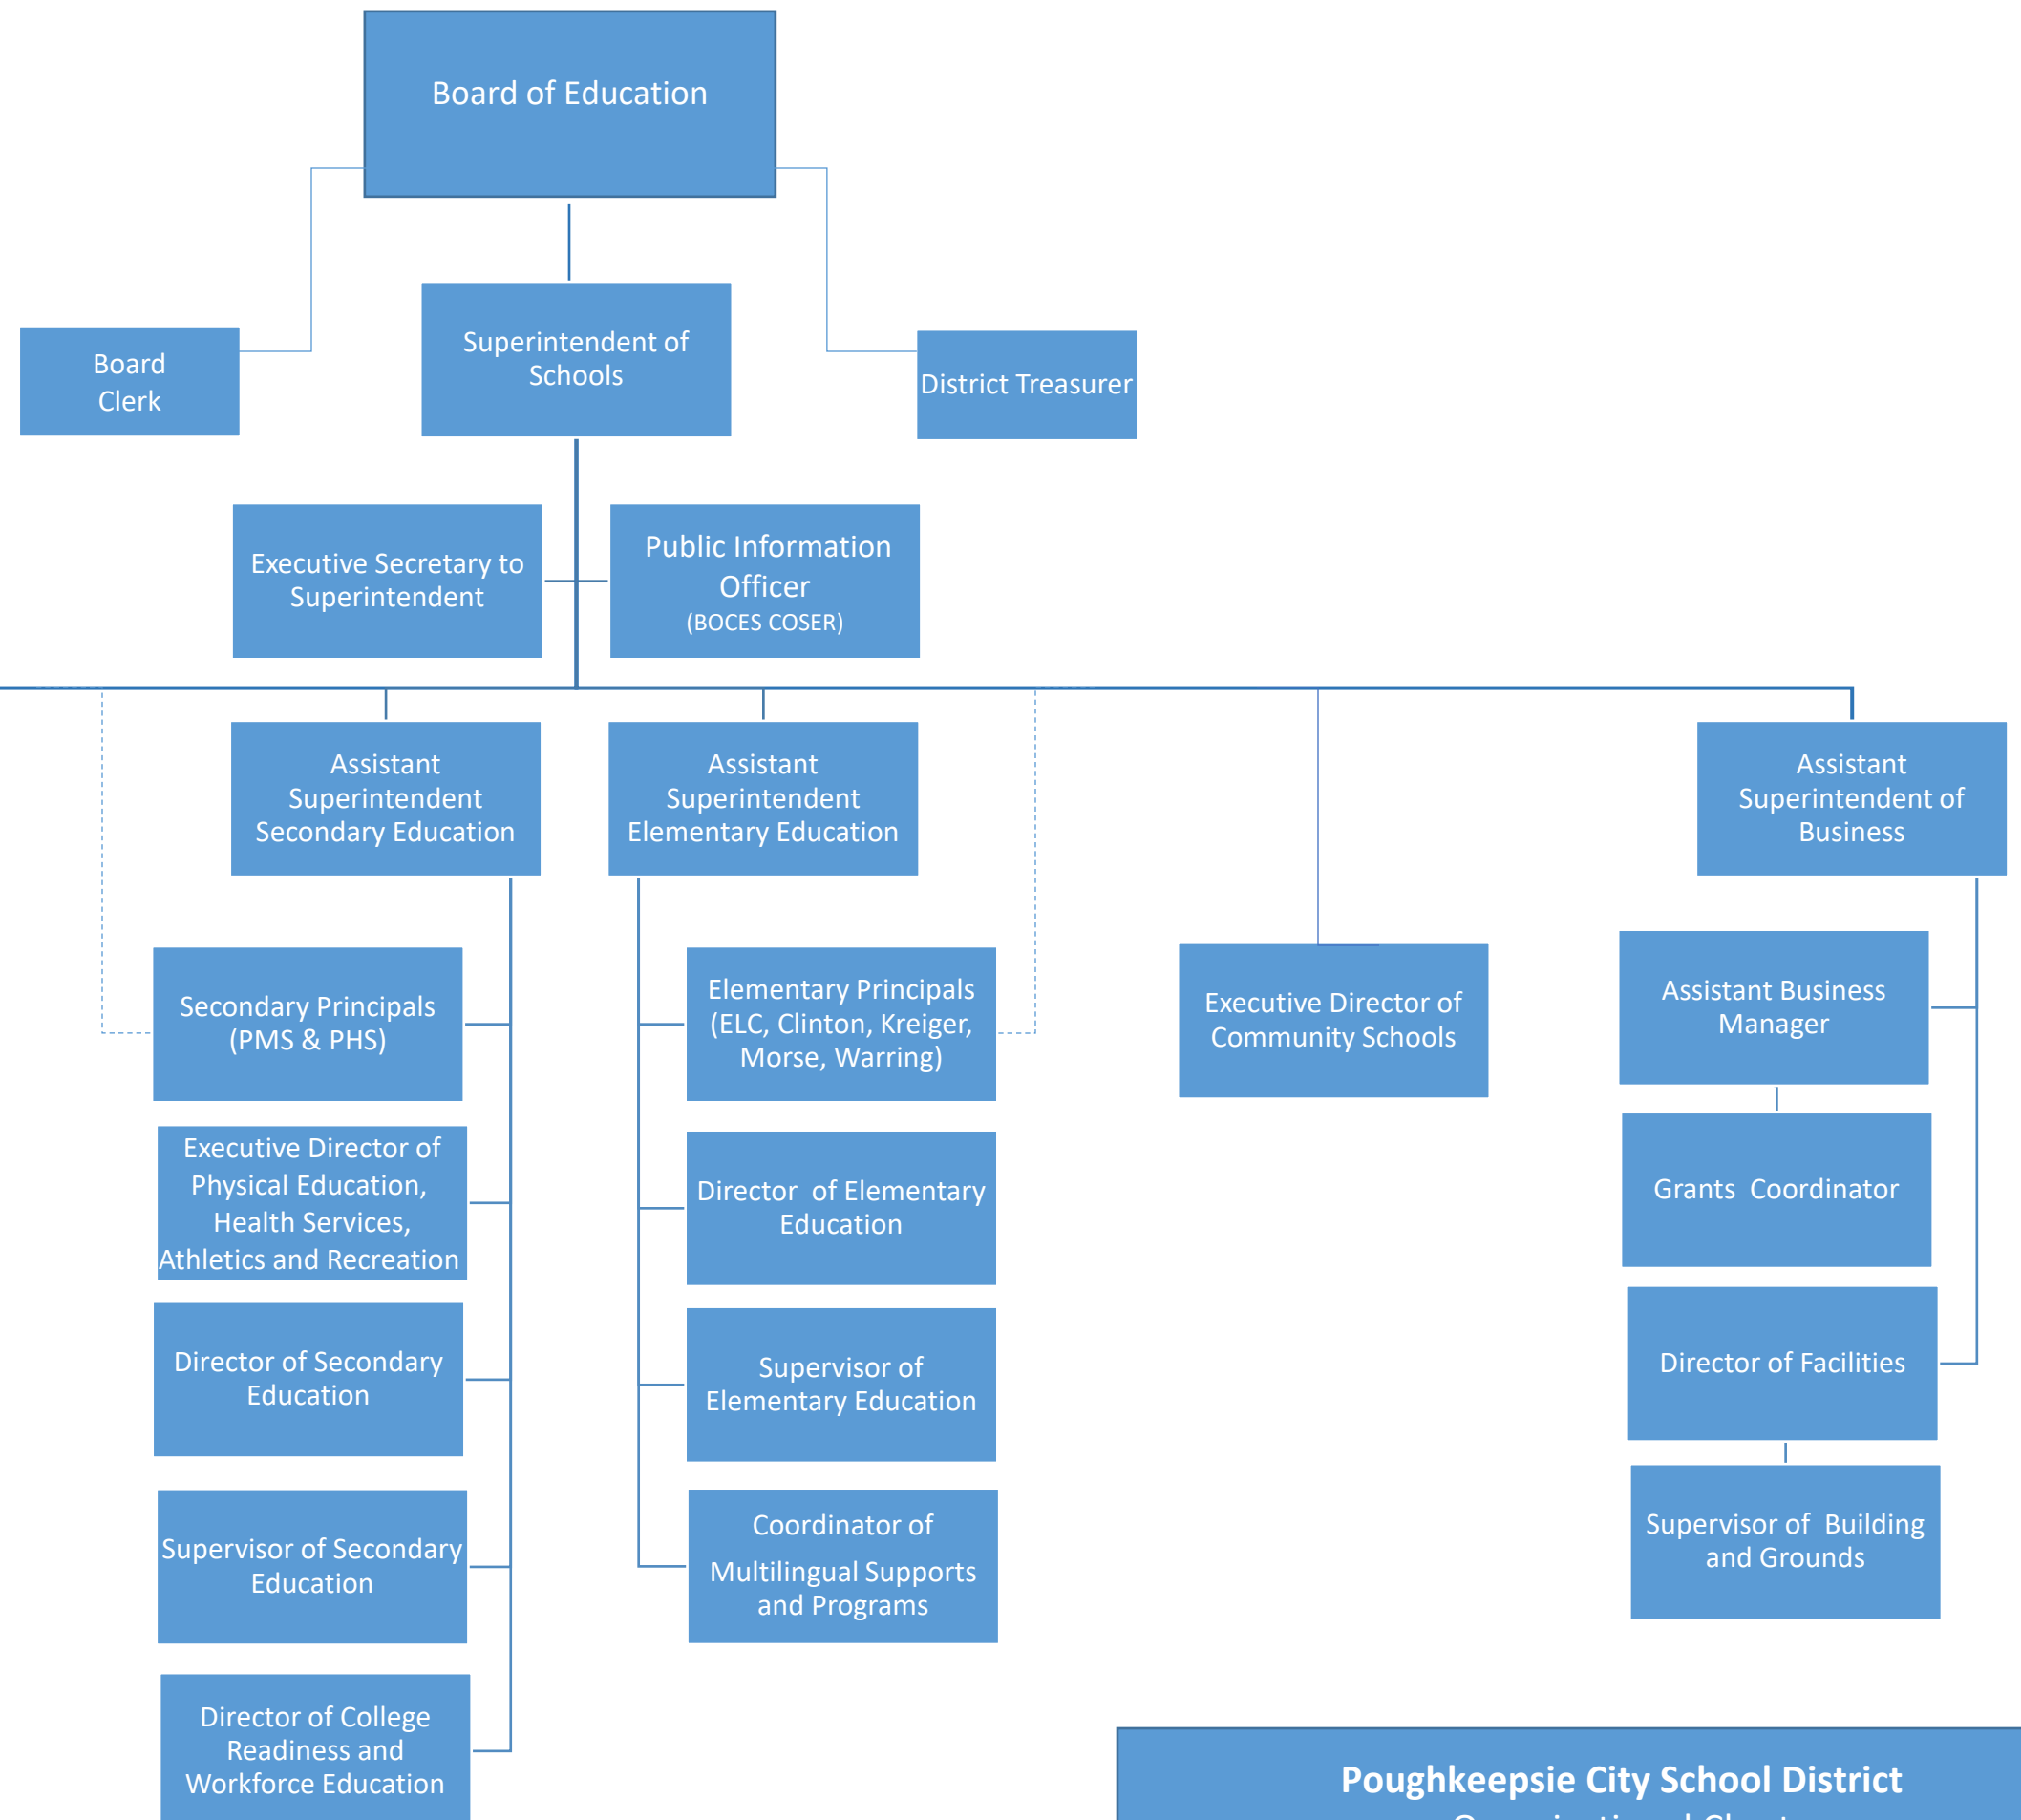 Board of Education
Superintendent of
Schools
Board
Clerk
District Treasurer
Executive Secretary to
Superintendent
Public Information
Officer
(BOCES COSER)
Assistant
Superintendent
Secondary Education
Assistant
Superintendent
Elementary Education
Assistant
Superintendent of
Business
Secondary Principals
(PMS & PHS)
Elementary Principals
(ELC, Clinton, Kreiger,
Morse, Warring)
Executive Director of
Community Schools
Assistant Business
Manager
Executive Director of
Physical Education,
Health Services,
Athletics and Recreation
Director of Elementary
Education
Grants Coordinator
Director of Secondary
Education
Supervisor of
Elementary Education
Director of Facilities
Supervisor of Secondary
Education
Coordinator of
Multilingual Supports
and Programs
Supervisor of Building
and Grounds
Director of College
Readiness and
Workforce Education
Poughkeepsie City School District
Organizational Chart